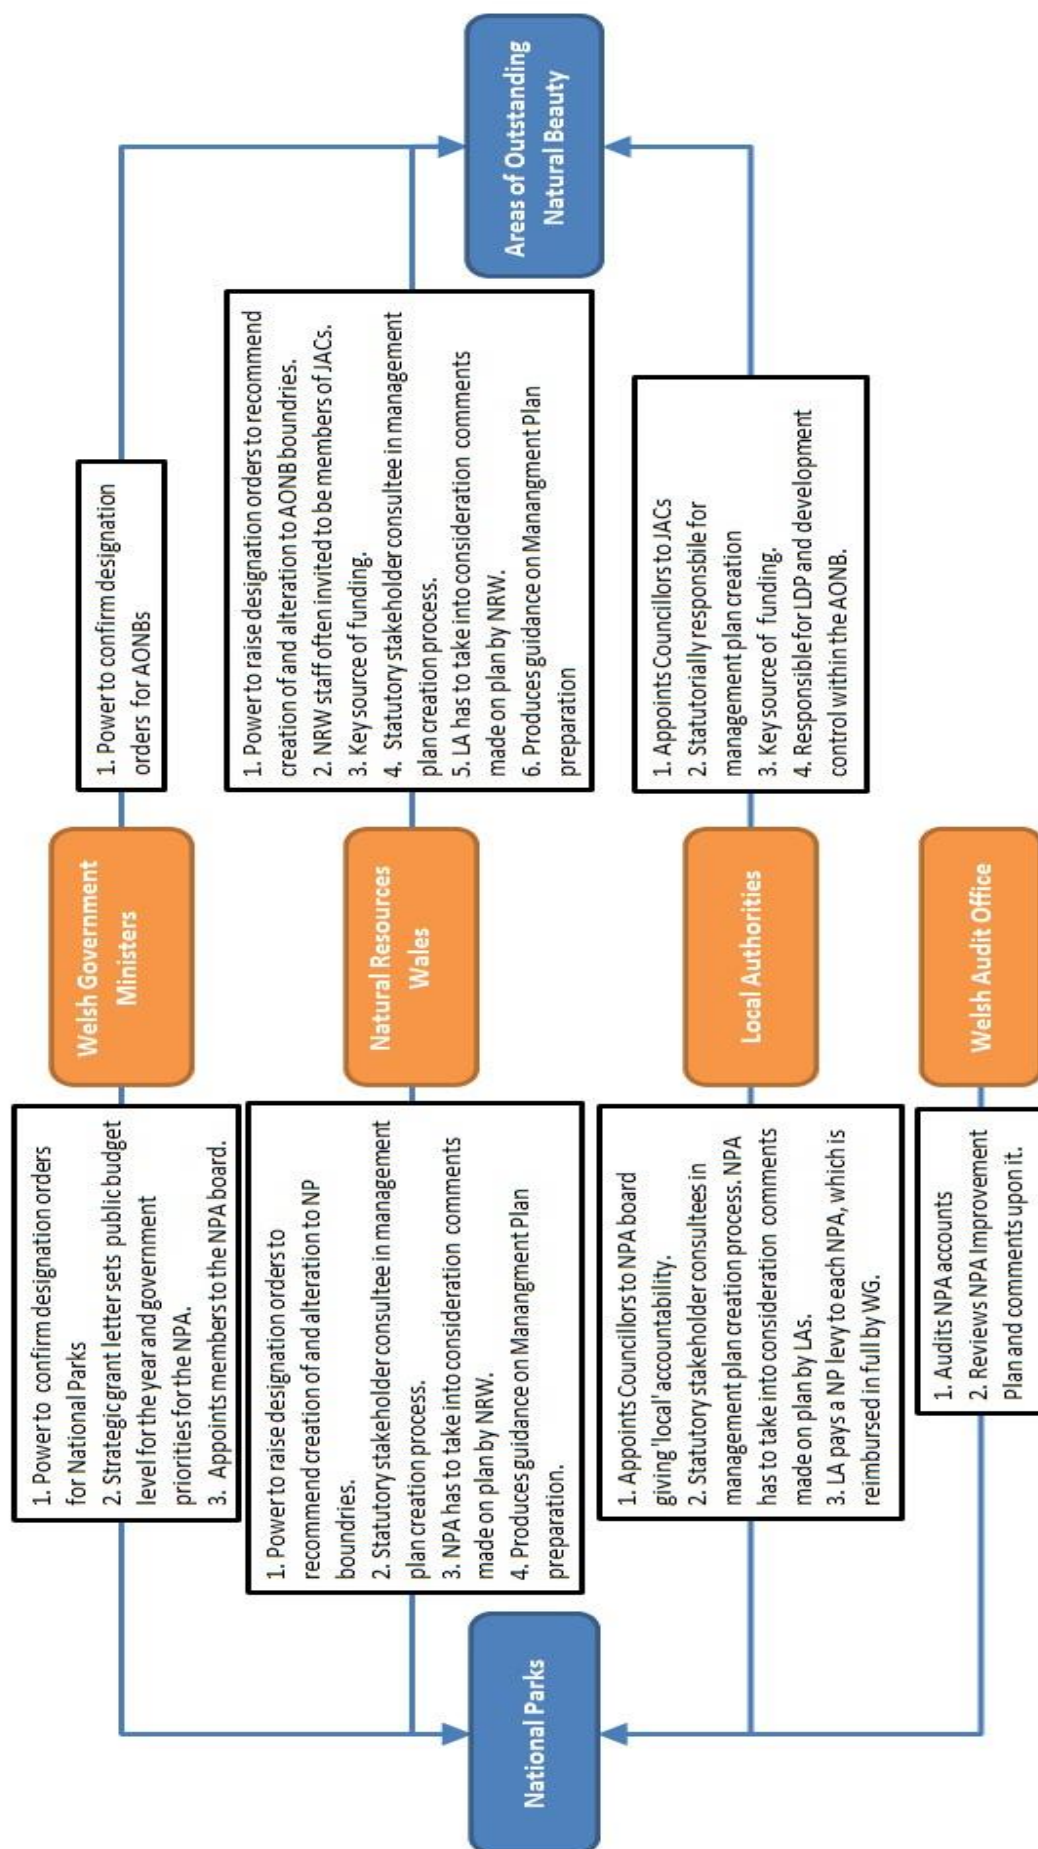 1. Power to confirm designation orders
for National Parks
2. Strategic grant letter sets public budget
level for the year and government
priorities for the NPA.
3. Appoints members to the NPA board.
Welsh Government
Ministers
1. Power to confirm designation
orders for AONBs
1. Power to raise designation orders to
recommend creation of and alteration to NP
boundries.
2. Statutory stakeholder consultee in management
plan creation process.
3. NPA has to take into consideration comments
made on plan by NRW.
4. Produces guidance on Manangment Plan
preparation.
Natural Resources
Wales
1. Power to raise designation orders to recommend
creation of and alteration to AONB boundries.
2. NRW staff often invited to be members of JACs.
3. Key source of funding.
4. Statutory stakeholder consultee in management
plan creation process.
5. LA has to take into consideration comments
made on plan by NRW.
6. Produces guidance on Manangment Plan
preparation
National Parks
Areas of Outstanding
Natural Beauty
1. Appoints Councillors to NPA board
giving 'local' accountability.
2. Statutory stakeholder consultees in
management plan creation process. NPA
has to take into consideration comments
made on plan by LAs.
3. LA pays a NP levy to each NPA, which is
reimbursed in full by WG.
Local Authorities
1. Appoints Councillors to JACs
2. Statutorily responsbile for
management plan creation
3. Key source of funding.
4. Responsible for LDP and development
control within the AONB.
1. Audits NPA accounts
2. Reviews NPA Improvement
Plan and comments upon it.
Welsh Audit Office